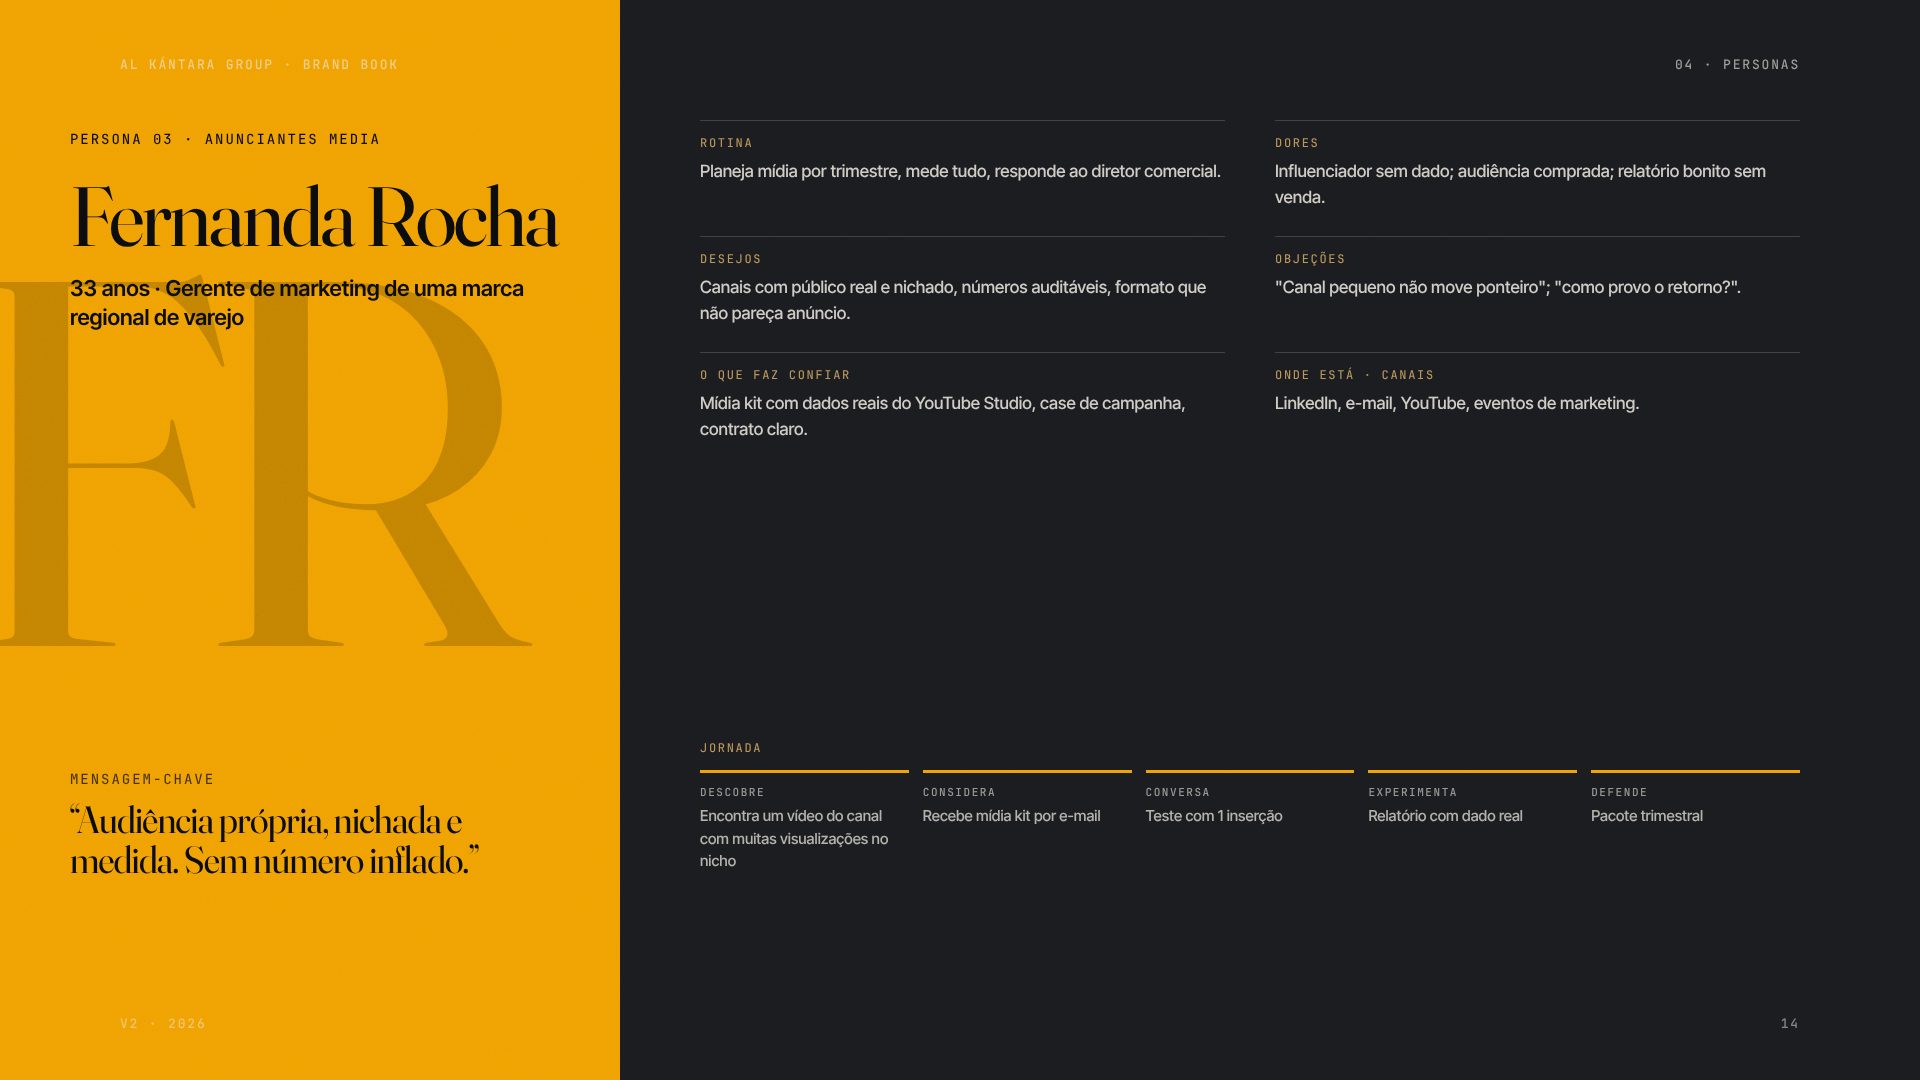 AL KÁNTARA GROUP · BRAND BOOK
04 · PERSONAS
PERSONA 03 · ANUNCIANTES MEDIA
Fernanda Rocha
33 anos · Gerente de marketing de uma marca
regional de varejo
FR
MENSAGEM-CHAVE
“Audiência própria, nichada e
medida. Sem número inflado.”
ROTINA
Planeja mídia por trimestre, mede tudo, responde ao diretor comercial.
DORES
Influenciador sem dado; audiência comprada; relatório bonito sem
venda.
DESEJOS
Canais com público real e nichado, números auditáveis, formato que
não pareça anúncio.
OBJEÇÕES
"Canal pequeno não move ponteiro"; "como provo o retorno?".
O QUE FAZ CONFIAR
Mídia kit com dados reais do YouTube Studio, case de campanha,
contrato claro.
ONDE ESTÁ · CANAIS
LinkedIn, e-mail, YouTube, eventos de marketing.
JORNADA
DESCOBRE
Encontra um vídeo do canal
com muitas visualizações no
nicho
CONSIDERA
Recebe mídia kit por e-mail
CONVERSA
Teste com 1 inserção
EXPERIMENTA
Relatório com dado real
DEFENDE
Pacote trimestral
V2 · 2026
14